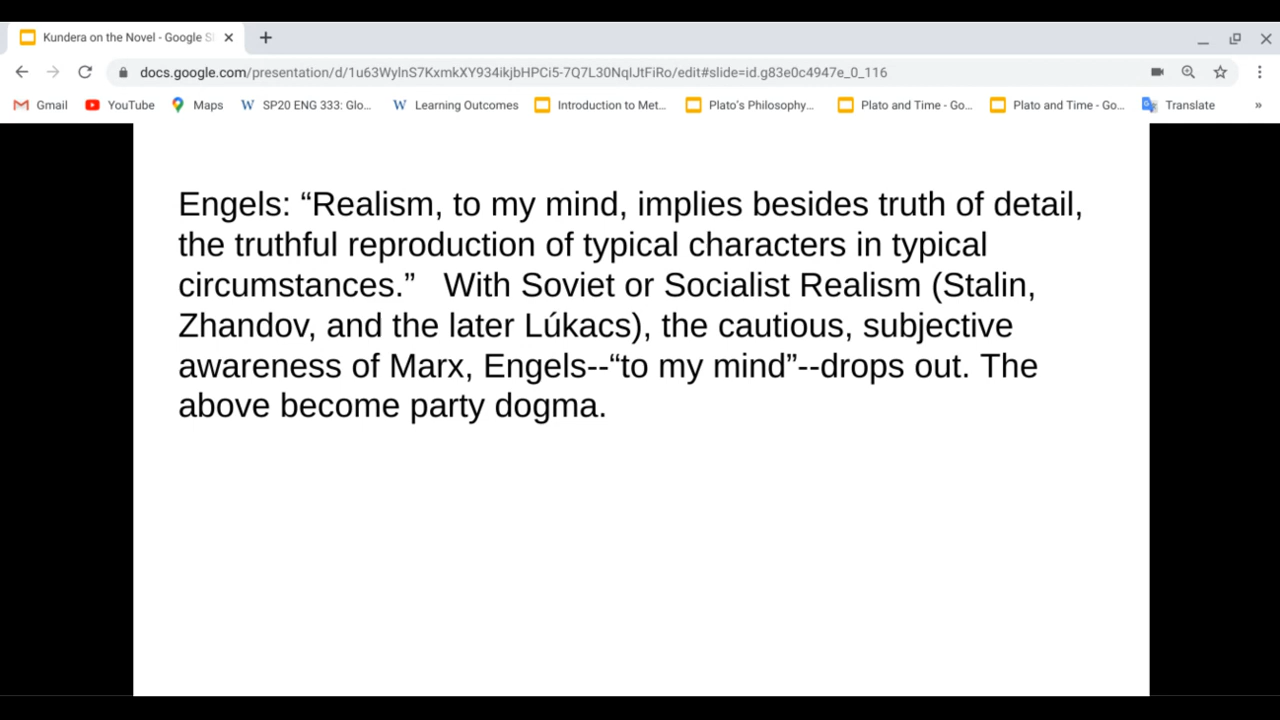 Kundera on the Novel - Google Sl
docs.google.com/presentation/d/1u63WylnS7KxmkXY934ikjbHPCi5-7Q7L30NqIJtFiRo/edit#slide=id.g83e0c4947e_0_116
Gmail YouTube Maps SP20 ENG 333: Glo... Learning Outcomes Introduction to Met... Plato's Philosophy... Plato and Time - Go... Plato and Time - Go... Translate »
Engels: “Realism, to my mind, implies besides truth of detail,
the truthful reproduction of typical characters in typical
circumstances.” With Soviet or Socialist Realism (Stalin,
Zhandov, and the later Lúkacs), the cautious, subjective
awareness of Marx, Engels--“to my mind”--drops out. The
above become party dogma.